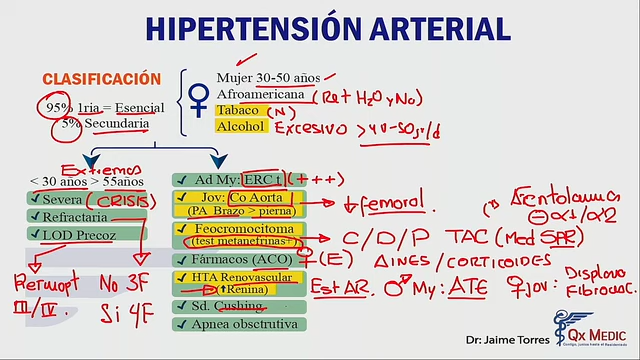 HIPERTENSIÓN ARTERIAL
CLASIFICACIÓN
95% 1ria = Esencial
5% Secundaria
Mujer 30-50 años
Afroamericana (Ret H2O y Na)
Tabaco (N)
Alcohol Excesivo > 40-50gr/d
Extremos
< 30 años > 55años
Severa (CRISIS)
Refractaria
LOD Precoz
Retinopt No 3F
III/IV. Si 4F
Ad My: ERC t (+++)
Jov: Co Aorta
(PA Brazo > pierna) ↓ femoral.
Feocromocitoma
(test metanefrinas+) C/D/P TAC (Med SPR)
Fentolamina
⊖ α1/α2
Fármacos (ACO) ♀(E) AINES/CORTICOIDES
HTA Renovascular
(↑Renina) Est AR. ♂ My: ATE ♀ Jov: Displasia
Fibromusc.
Sd. Cushing
Apnea obsctrutiva
Dr: Jaime Torres
Qx MEDIC